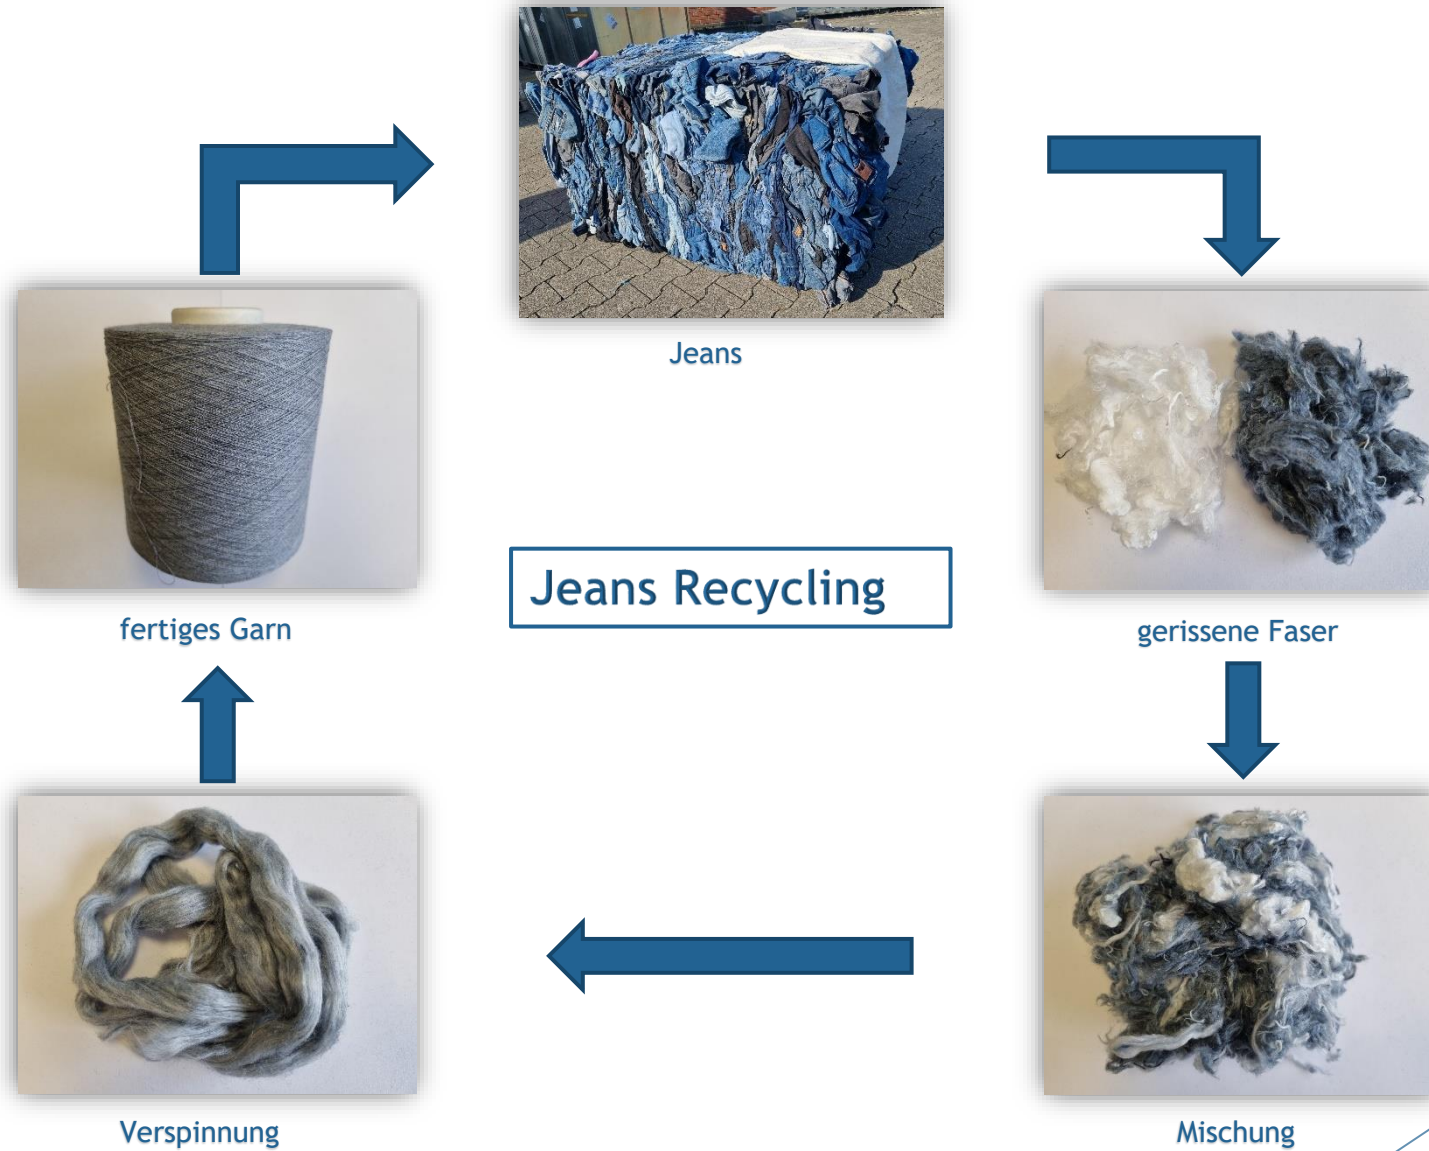 Jeans
fertiges Garn
Jeans Recycling
gerissene Faser
Verspinnung
Mischung